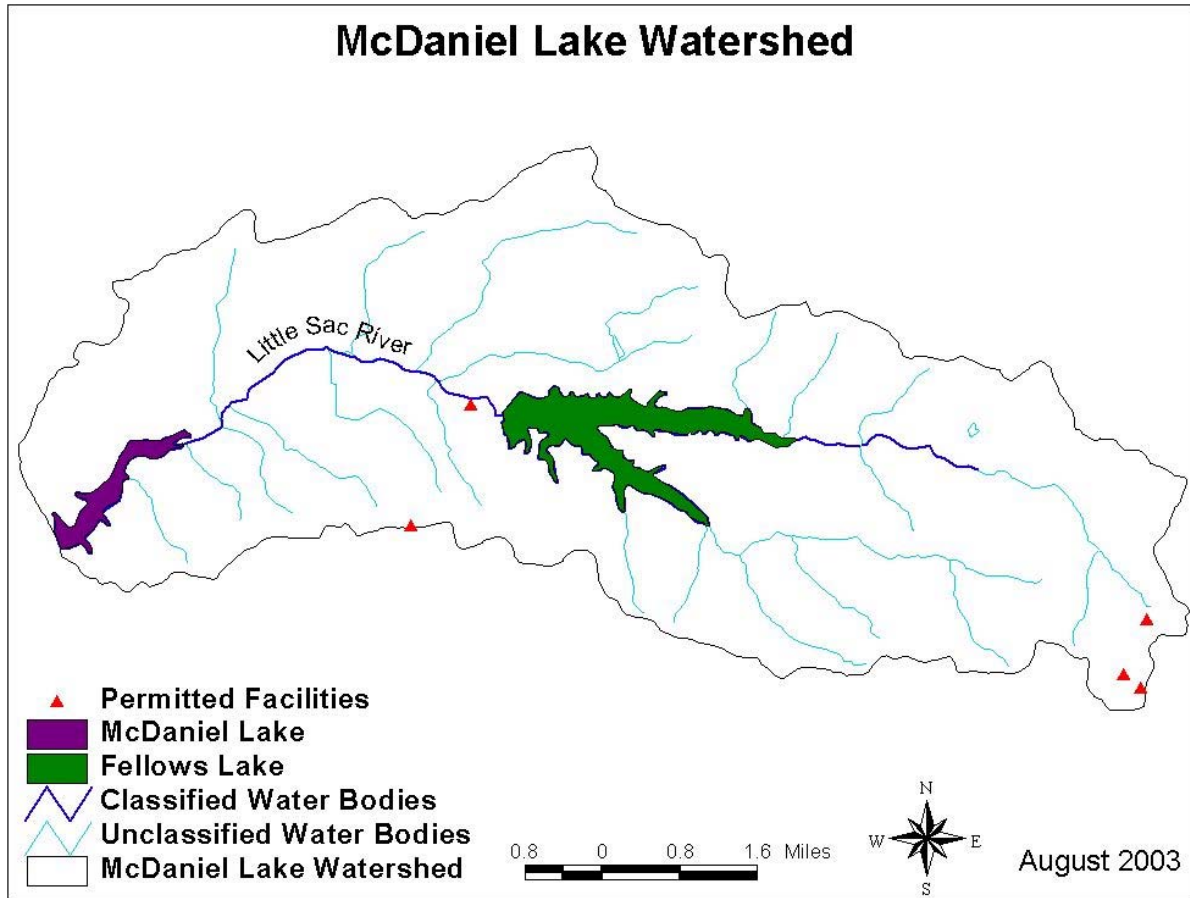 McDaniel Lake Watershed
Little Sac River
Permitted Facilities
McDaniel Lake
Fellows Lake
Classified Water Bodies
Unclassified Water Bodies
McDaniel Lake Watershed
0.8 0 0.8 1.6 Miles
N
W E
S
August 2003